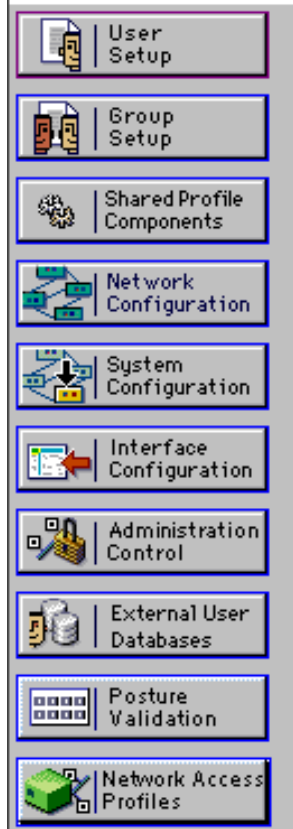 User
Setup
Group
Setup
Shared Profile
Components
Network
Configuration
System
Configuration
Interface
Configuration
Administration
Control
External User
Databases
Posture
Validation
Network Access
Profiles